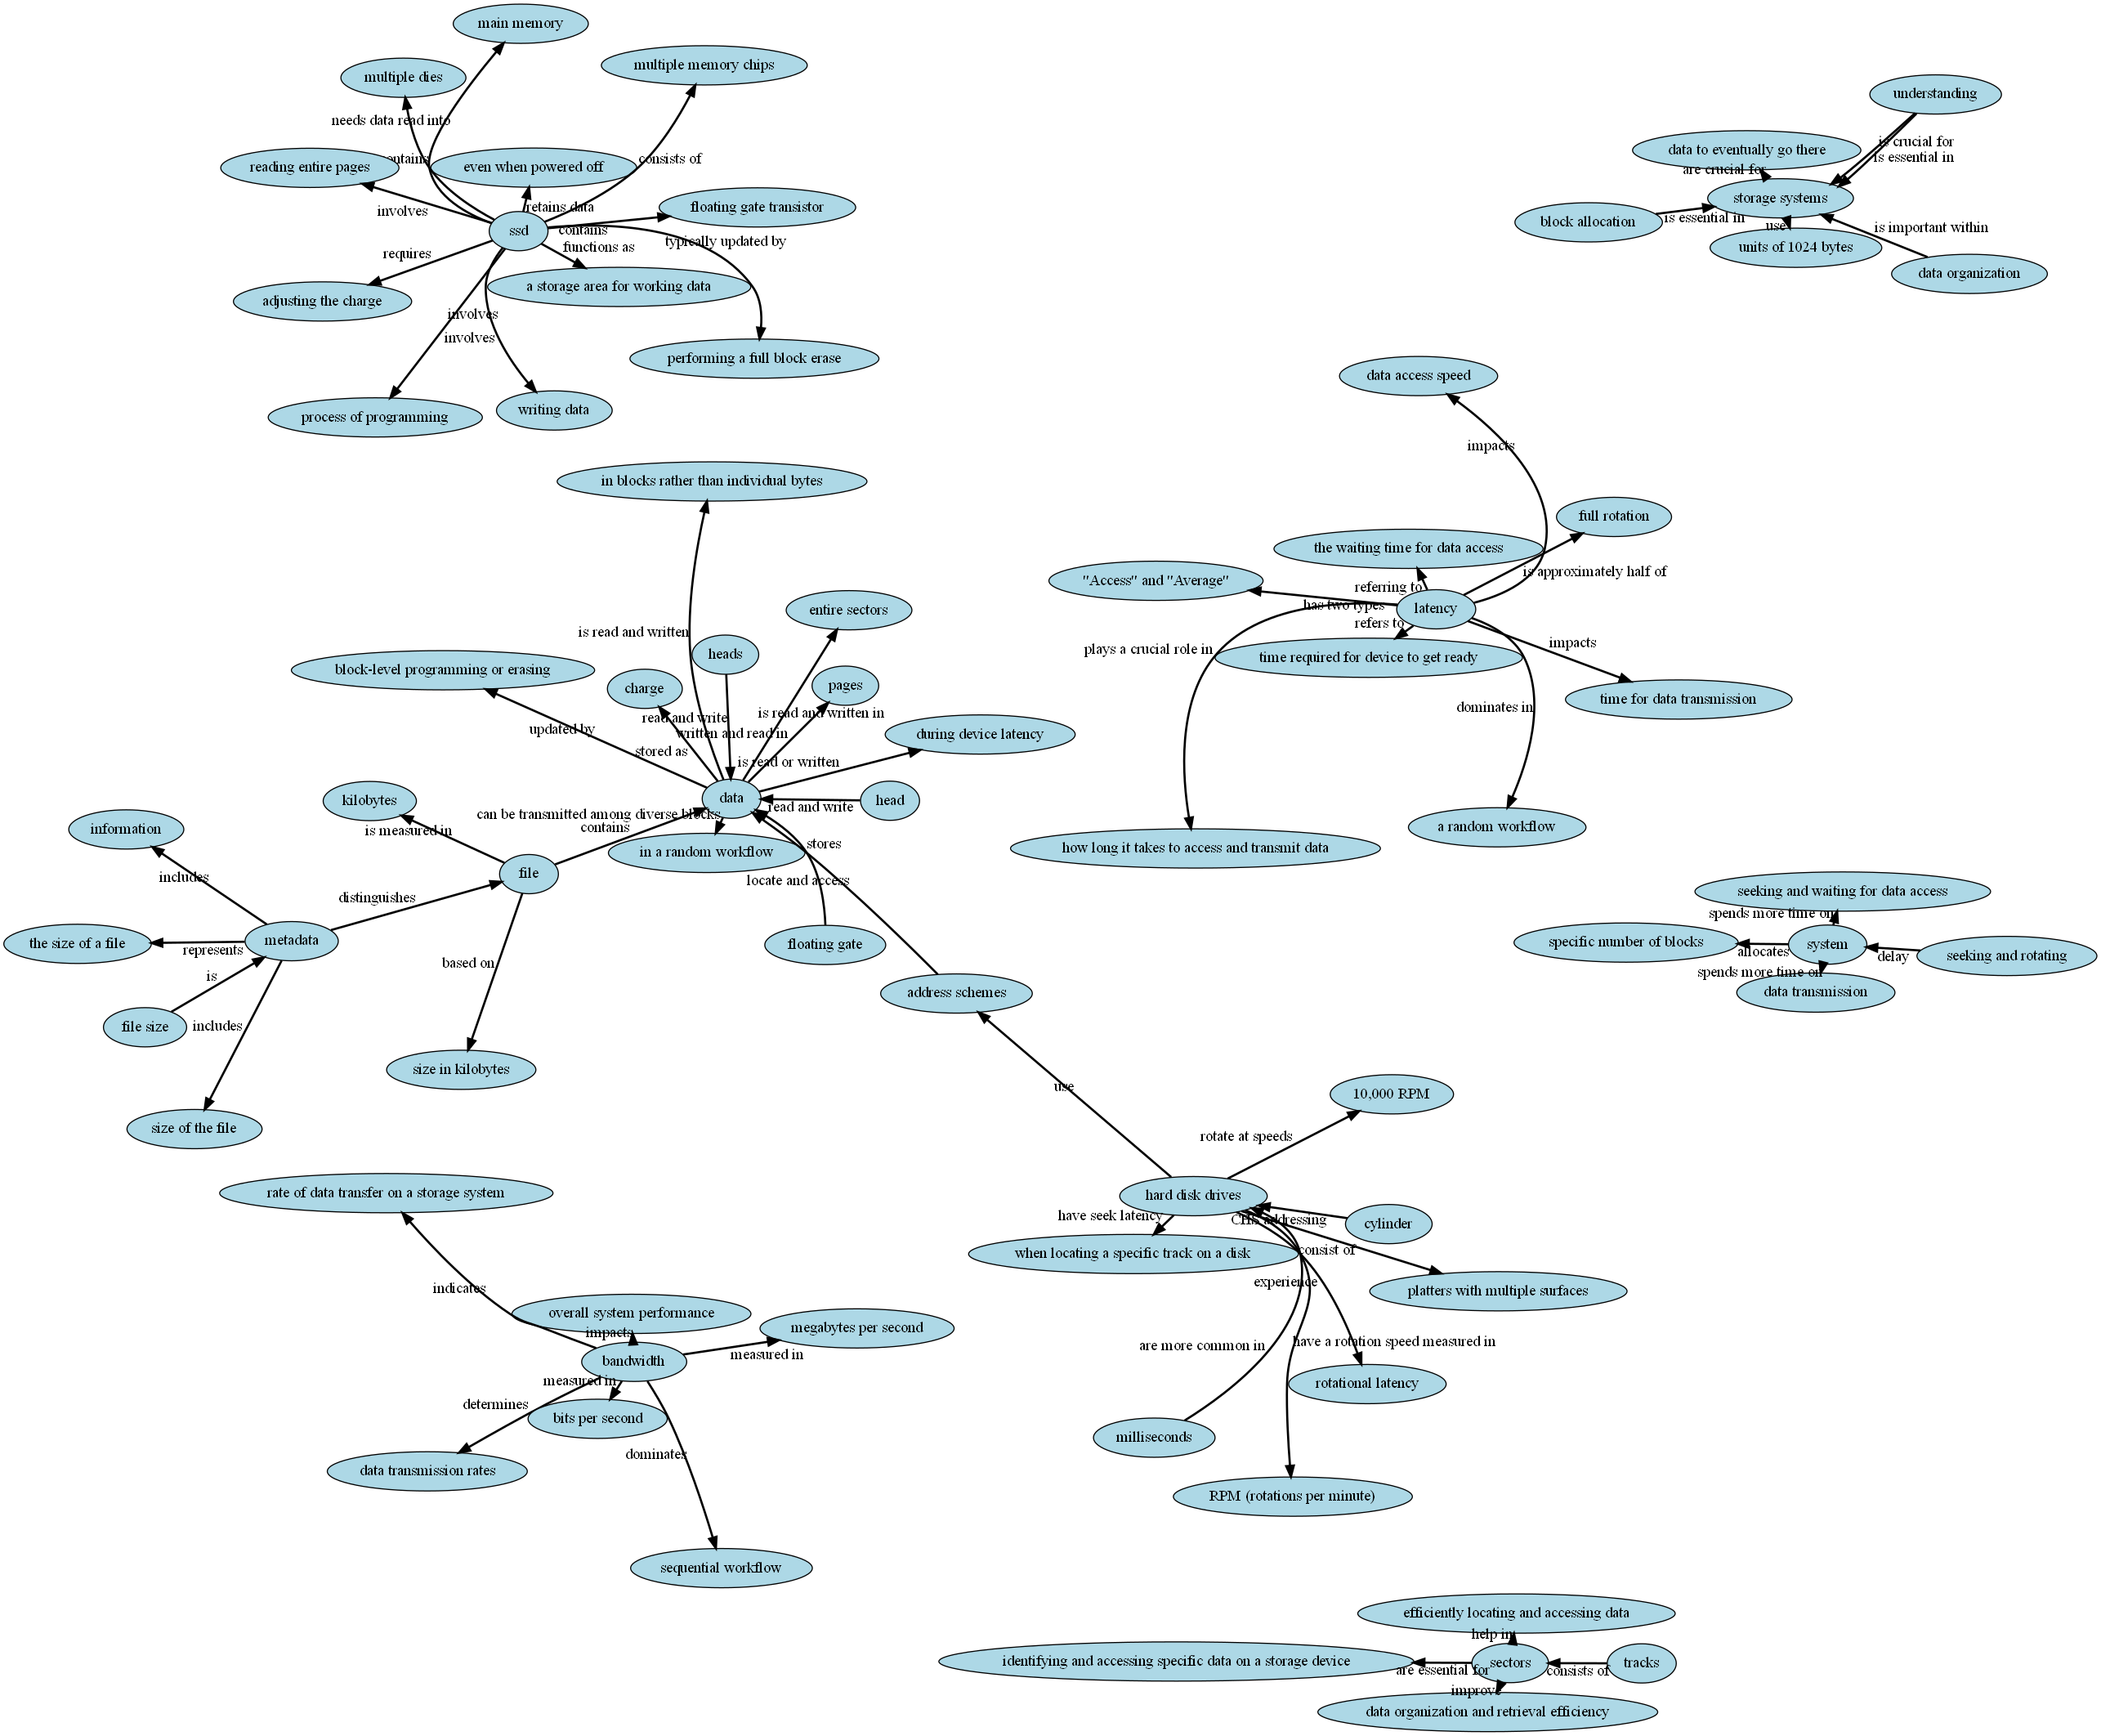 main memory
multiple memory chips
multiple dies
needs data read into
contains
consists of
reading entire pages
even when powered off
involves
retains data
floating gate transistor
ssd
contains
functions as
typically updated by
requires
a storage area for working data
adjusting the charge
involves
involves
performing a full block erase
process of programming
writing data
understanding
is crucial for
is essential in
data to eventually go there
are crucial for
storage systems
block allocation
is essential in
use
is important within
units of 1024 bytes
data organization
data access speed
impacts
full rotation
the waiting time for data access
is approximately half of
"Access" and "Average"
referring to
latency
has two types
refers to
impacts
plays a crucial role in
time required for device to get ready
time for data transmission
dominates in
a random workflow
how long it takes to access and transmit data
in blocks rather than individual bytes
entire sectors
is read and written
heads
block-level programming or erasing
charge
pages
read and write
is read and written in
updated by
written and read in
during device latency
stored as
is read or written
data
head
read and write
kilobytes
can be transmitted among diverse blocks
is measured in
contains
information
in a random workflow
stores
file
locate and access
includes
distinguishes
metadata
the size of a file
represents
floating gate
based on
is
file size
includes
address schemes
size in kilobytes
size of the file
use
seeking and waiting for data access
spends more time on
specific number of blocks
system
allocates
delay
seeking and rotating
spends more time on
data transmission
10,000 RPM
rotate at speeds
hard disk drives
have seek latency
CHS addressing
cylinder
when locating a specific track on a disk
consist of
experience
platters with multiple surfaces
are more common in
have a rotation speed measured in
rotational latency
milliseconds
RPM (rotations per minute)
rate of data transfer on a storage system
indicates
overall system performance
impacts
megabytes per second
bandwidth
measured in
measured in
determines
bits per second
dominates
data transmission rates
sequential workflow
efficiently locating and accessing data
help in
identifying and accessing specific data on a storage device
sectors
tracks
are essential for
consists of
improve
data organization and retrieval efficiency